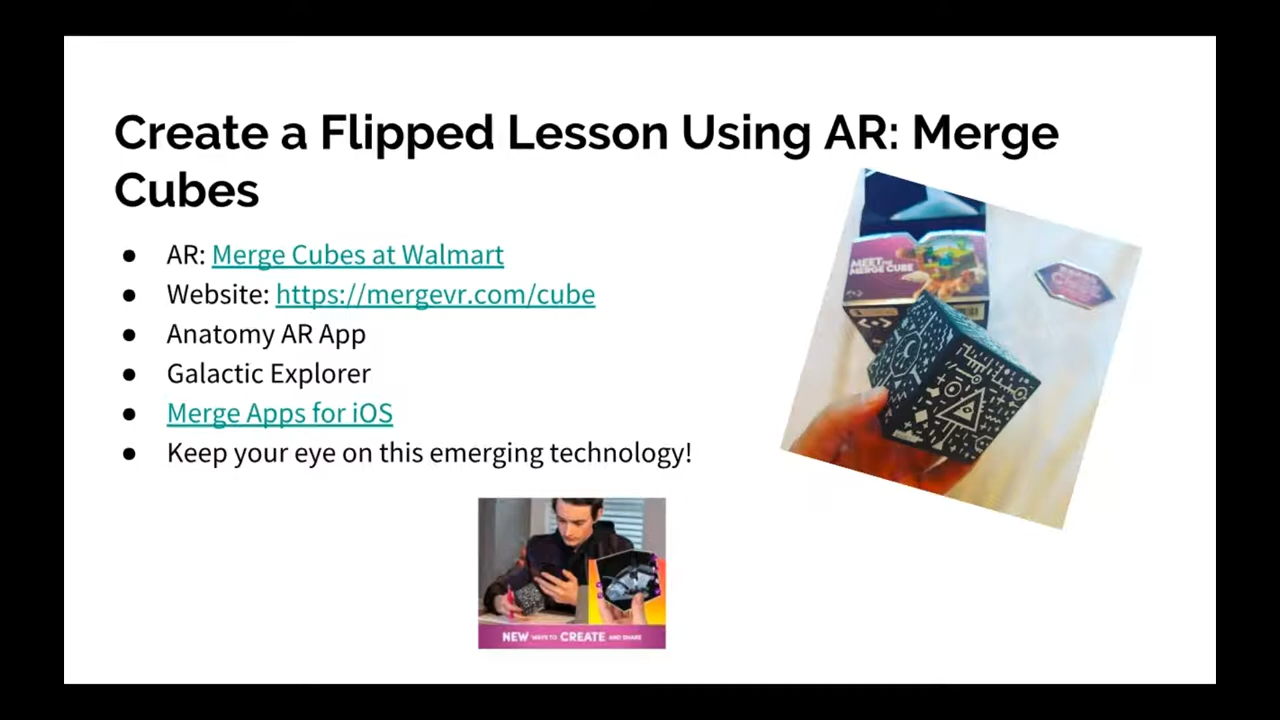 Create a Flipped Lesson Using AR: Merge
Cubes
● AR: Merge Cubes at Walmart
● Website: https://mergevr.com/cube
● Anatomy AR App
● Galactic Explorer
● Merge Apps for iOS
● Keep your eye on this emerging technology!
MEET THE
MERGE CUBE
NEW WAYS TO CREATE AND SHARE